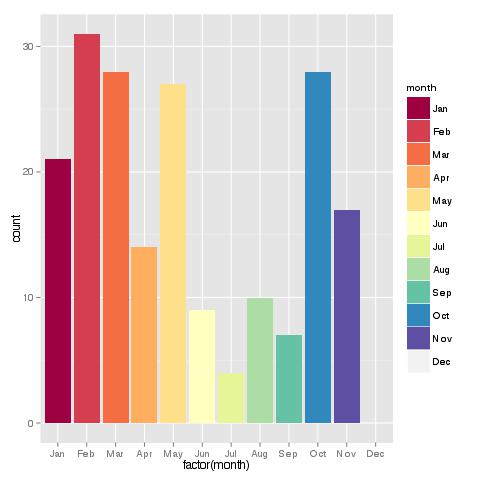 30
20
10
0
count
Jan Feb Mar Apr May Jun Jul Aug Sep Oct Nov Dec
factor(month)
month
Jan
Feb
Mar
Apr
May
Jun
Jul
Aug
Sep
Oct
Nov
Dec